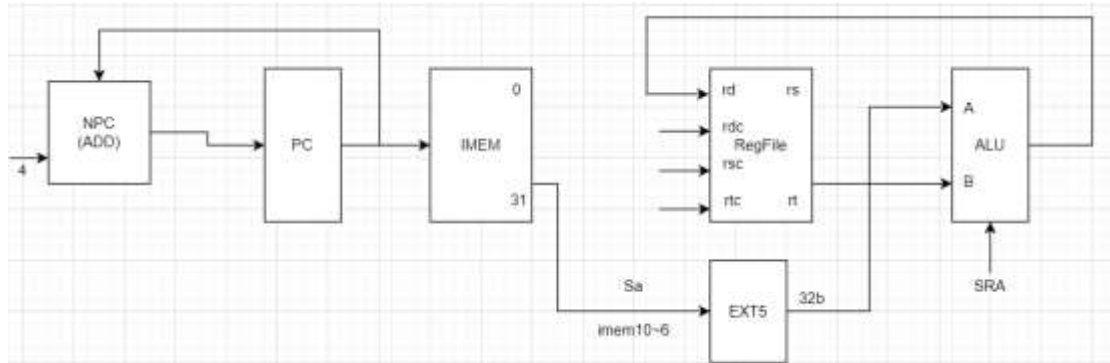 NPC
(ADD)
4
PC
0
IMEM
31
rd
rs
rdc
RegFile
rsc
rtc
rt
A
ALU
B
Sa
imem10~6
EXT5
32b
SRA